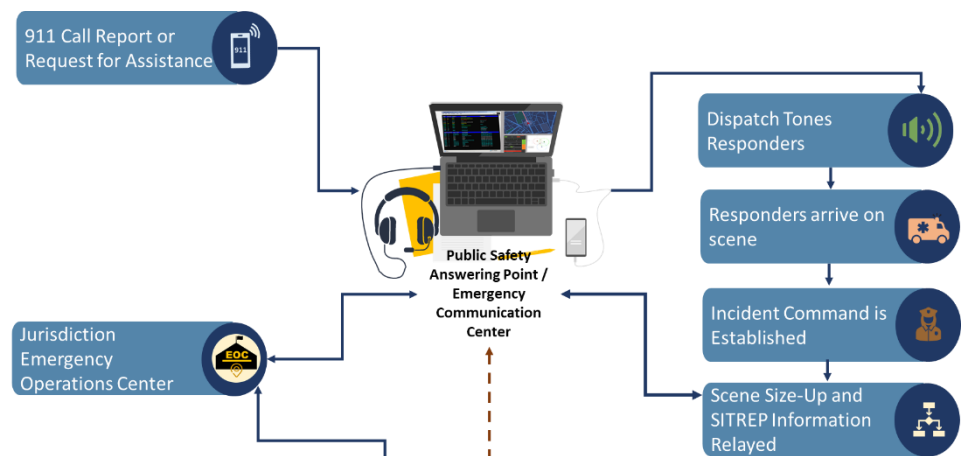 911 Call Report or
Request for Assistance
911
Dispatch Tones
Responders
Responders arrive on
scene
Public Safety
Answering Point /
Emergency
Communication
Center
Incident Command is
Established
Jurisdiction
Emergency
Operations Center
EOC
Scene Size-Up and
SITREP Information
Relayed